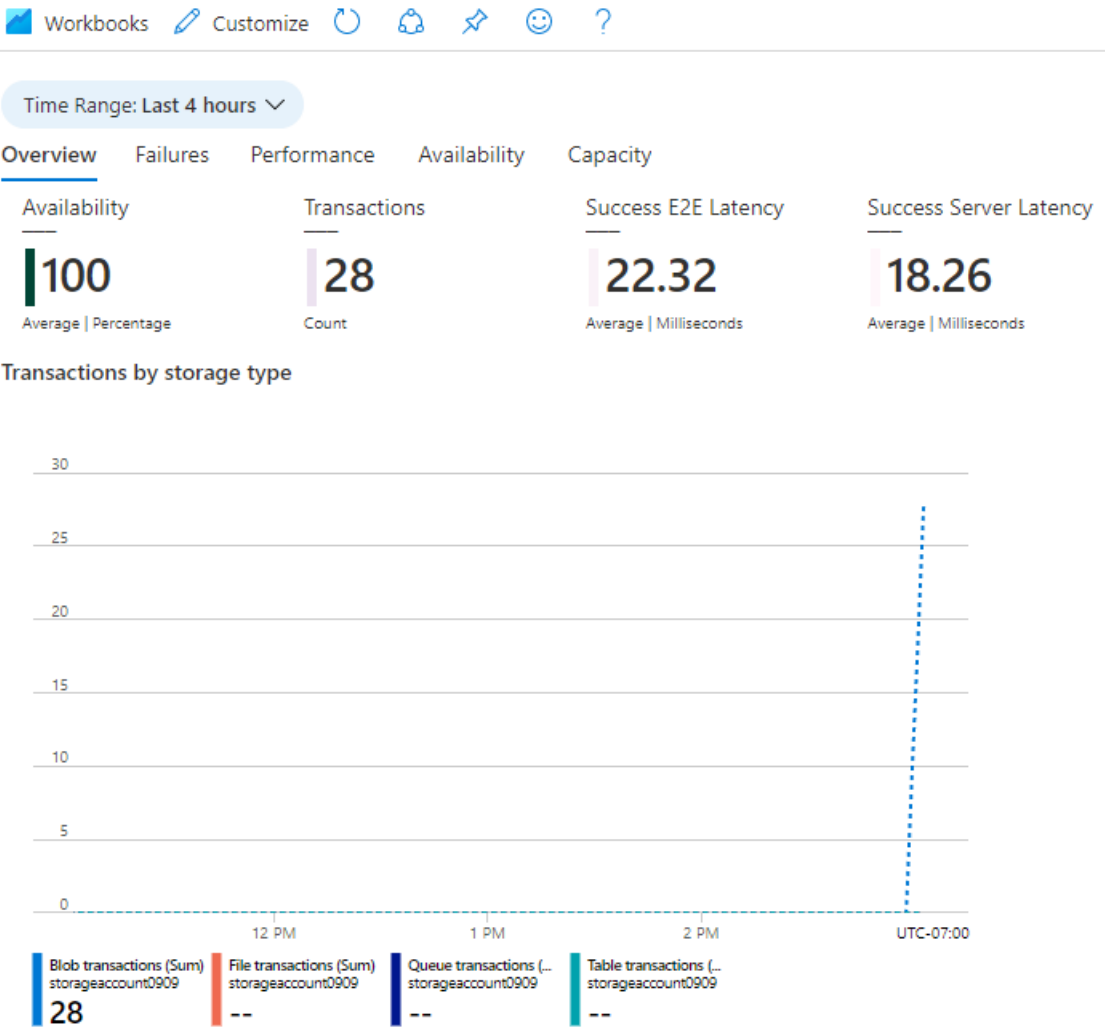 Workbooks Customize
Time Range: Last 4 hours
Overview Failures Performance Availability Capacity
Availability Transactions Success E2E Latency Success Server Latency
100 28 22.32 18.26
Average | Percentage Count Average | Milliseconds Average | Milliseconds
Transactions by storage type
30
25
20
15
10
5
0
12 PM 1 PM 2 PM UTC-07:00
Blob transactions (Sum) File transactions (Sum) Queue transactions (... Table transactions (...
storageaccount0909 storageaccount0909 storageaccount0909 storageaccount0909
28 -- -- --